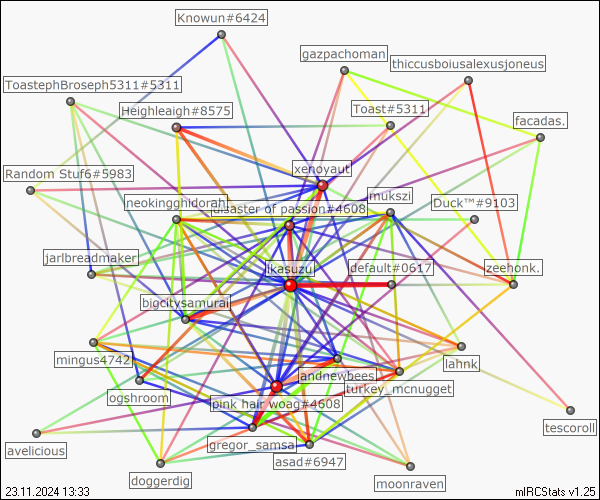 Knowun#6424
gazpachoman
thiccusboiusalexusjoneus
ToastephBroseph5311#5311
Heighleaigh#8575
Toast#5311
facadas.
xenoyaut
Random Stuf6#5983
neokingghidorah
disaster of passion#4608
mukszi
Duck™#9103
jarlbreadmaker
ikasuzu
default#0617
zeehonk.
bigcitysamurai
mingus4742
landnewbees
lahnk
ogshroom
turkey_mcnugget
pink hair woag#4608
gregor_samsa
tescoroll
avelicious
asad#6947
doggerdig
moonraven
23.11.2024 13:33
mIRCStats v1.25